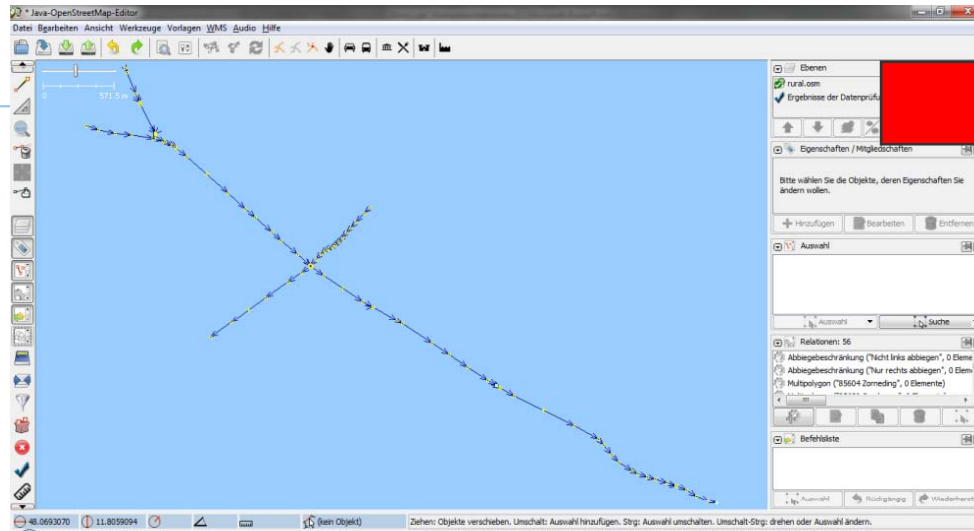 * Java-OpenStreetMap-Editor
Datei Bearbeiten Ansicht Werkzeuge Vorlagen WMS Audio Hilfe
0 571.5 m
Ebenen
rural.osm
Ergebnisse der Datenprüfu
Eigenschaften / Mitgliedschaften
Bitte wählen Sie die Objekte, deren Eigenschaften Sie
ändern wollen.
Hinzufügen Bearbeiten Entfernen
Auswahl
Auswahl Suche
Relationen: 56
Abbiegebeschränkung ("Nicht links abbiegen", 0 Eleme
Abbiegebeschränkung ("Nur rechts abbiegen", 0 Elem
Multipolygon ("85604 Zorneding", 0 Elemente)
Befehlsliste
Auswahl Rückgängig Wiederherst
48.0693070 11.8059094 (kein Objekt) Ziehen: Objekte verschieben. Umschalt: Auswahl hinzufügen. Strg: Auswahl umschalten. Umschalt-Strg: drehen oder Auswahl ändern.